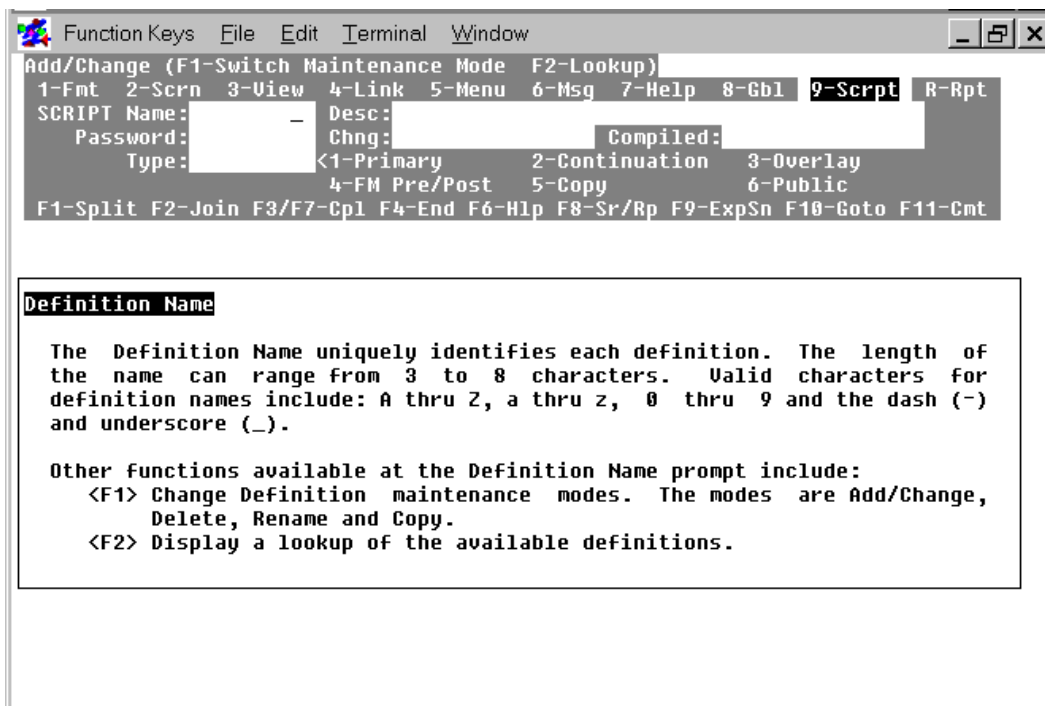 Function Keys File Edit Terminal Window
Add/Change (F1-Switch Maintenance Mode F2-Lookup)
1-Fmt 2-Scrn 3-View 4-Link 5-Menu 6-Msg 7-Help 8-Gbl 9-Scrpt R-Rpt
SCRIPT Name: _ Desc:
Password: Chng: Compiled:
Type: <1-Primary 2-Continuation 3-Overlay
4-FM Pre/Post 5-Copy 6-Public
F1-Split F2-Join F3/F7-Cpl F4-End F6-Hlp F8-Sr/Rp F9-ExpSn F10-Goto F11-Cmt
Definition Name
The Definition Name uniquely identifies each definition. The length of
the name can range from 3 to 8 characters. Valid characters for
definition names include: A thru Z, a thru z, 0 thru 9 and the dash (-)
and underscore (_).
Other functions available at the Definition Name prompt include:
<F1> Change Definition maintenance modes. The modes are Add/Change,
Delete, Rename and Copy.
<F2> Display a lookup of the available definitions.